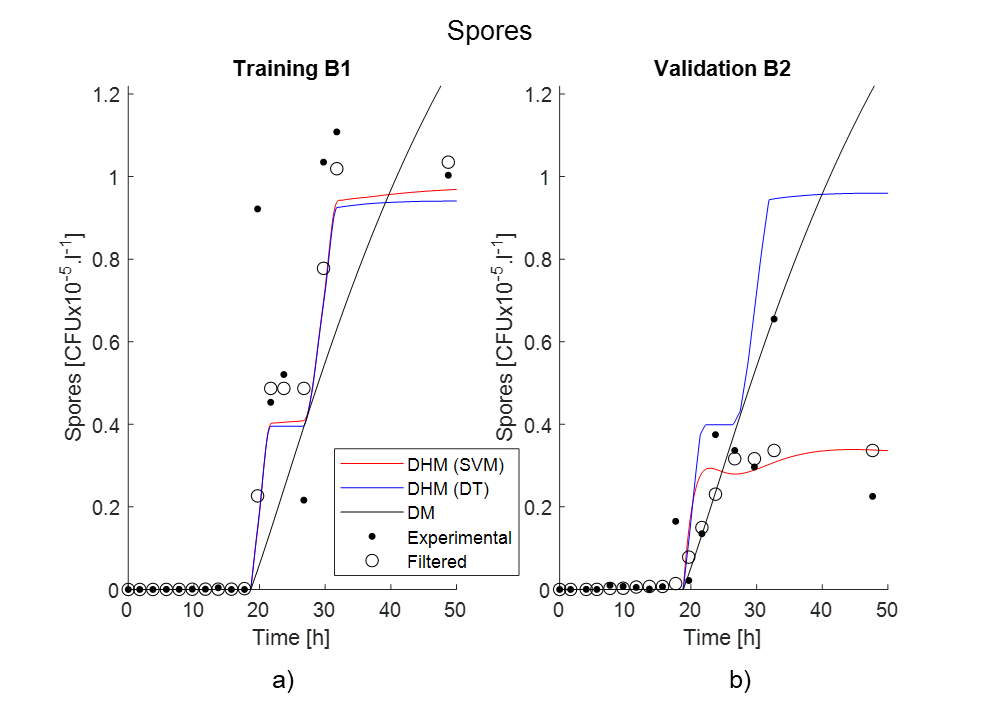 Spores
Training B1
Validation B2
1.2
1
0.8
0.6
0.4
0.2
0
Spores [CFUx10-5.l-1]
0 10 20 30 40 50
Time [h]
a)
DHM (SVM)
DHM (DT)
DM
Experimental
Filtered
1.2
1
0.8
0.6
0.4
0.2
0
Spores [CFUx10-5.l-1]
0 10 20 30 40 50
Time [h]
b)